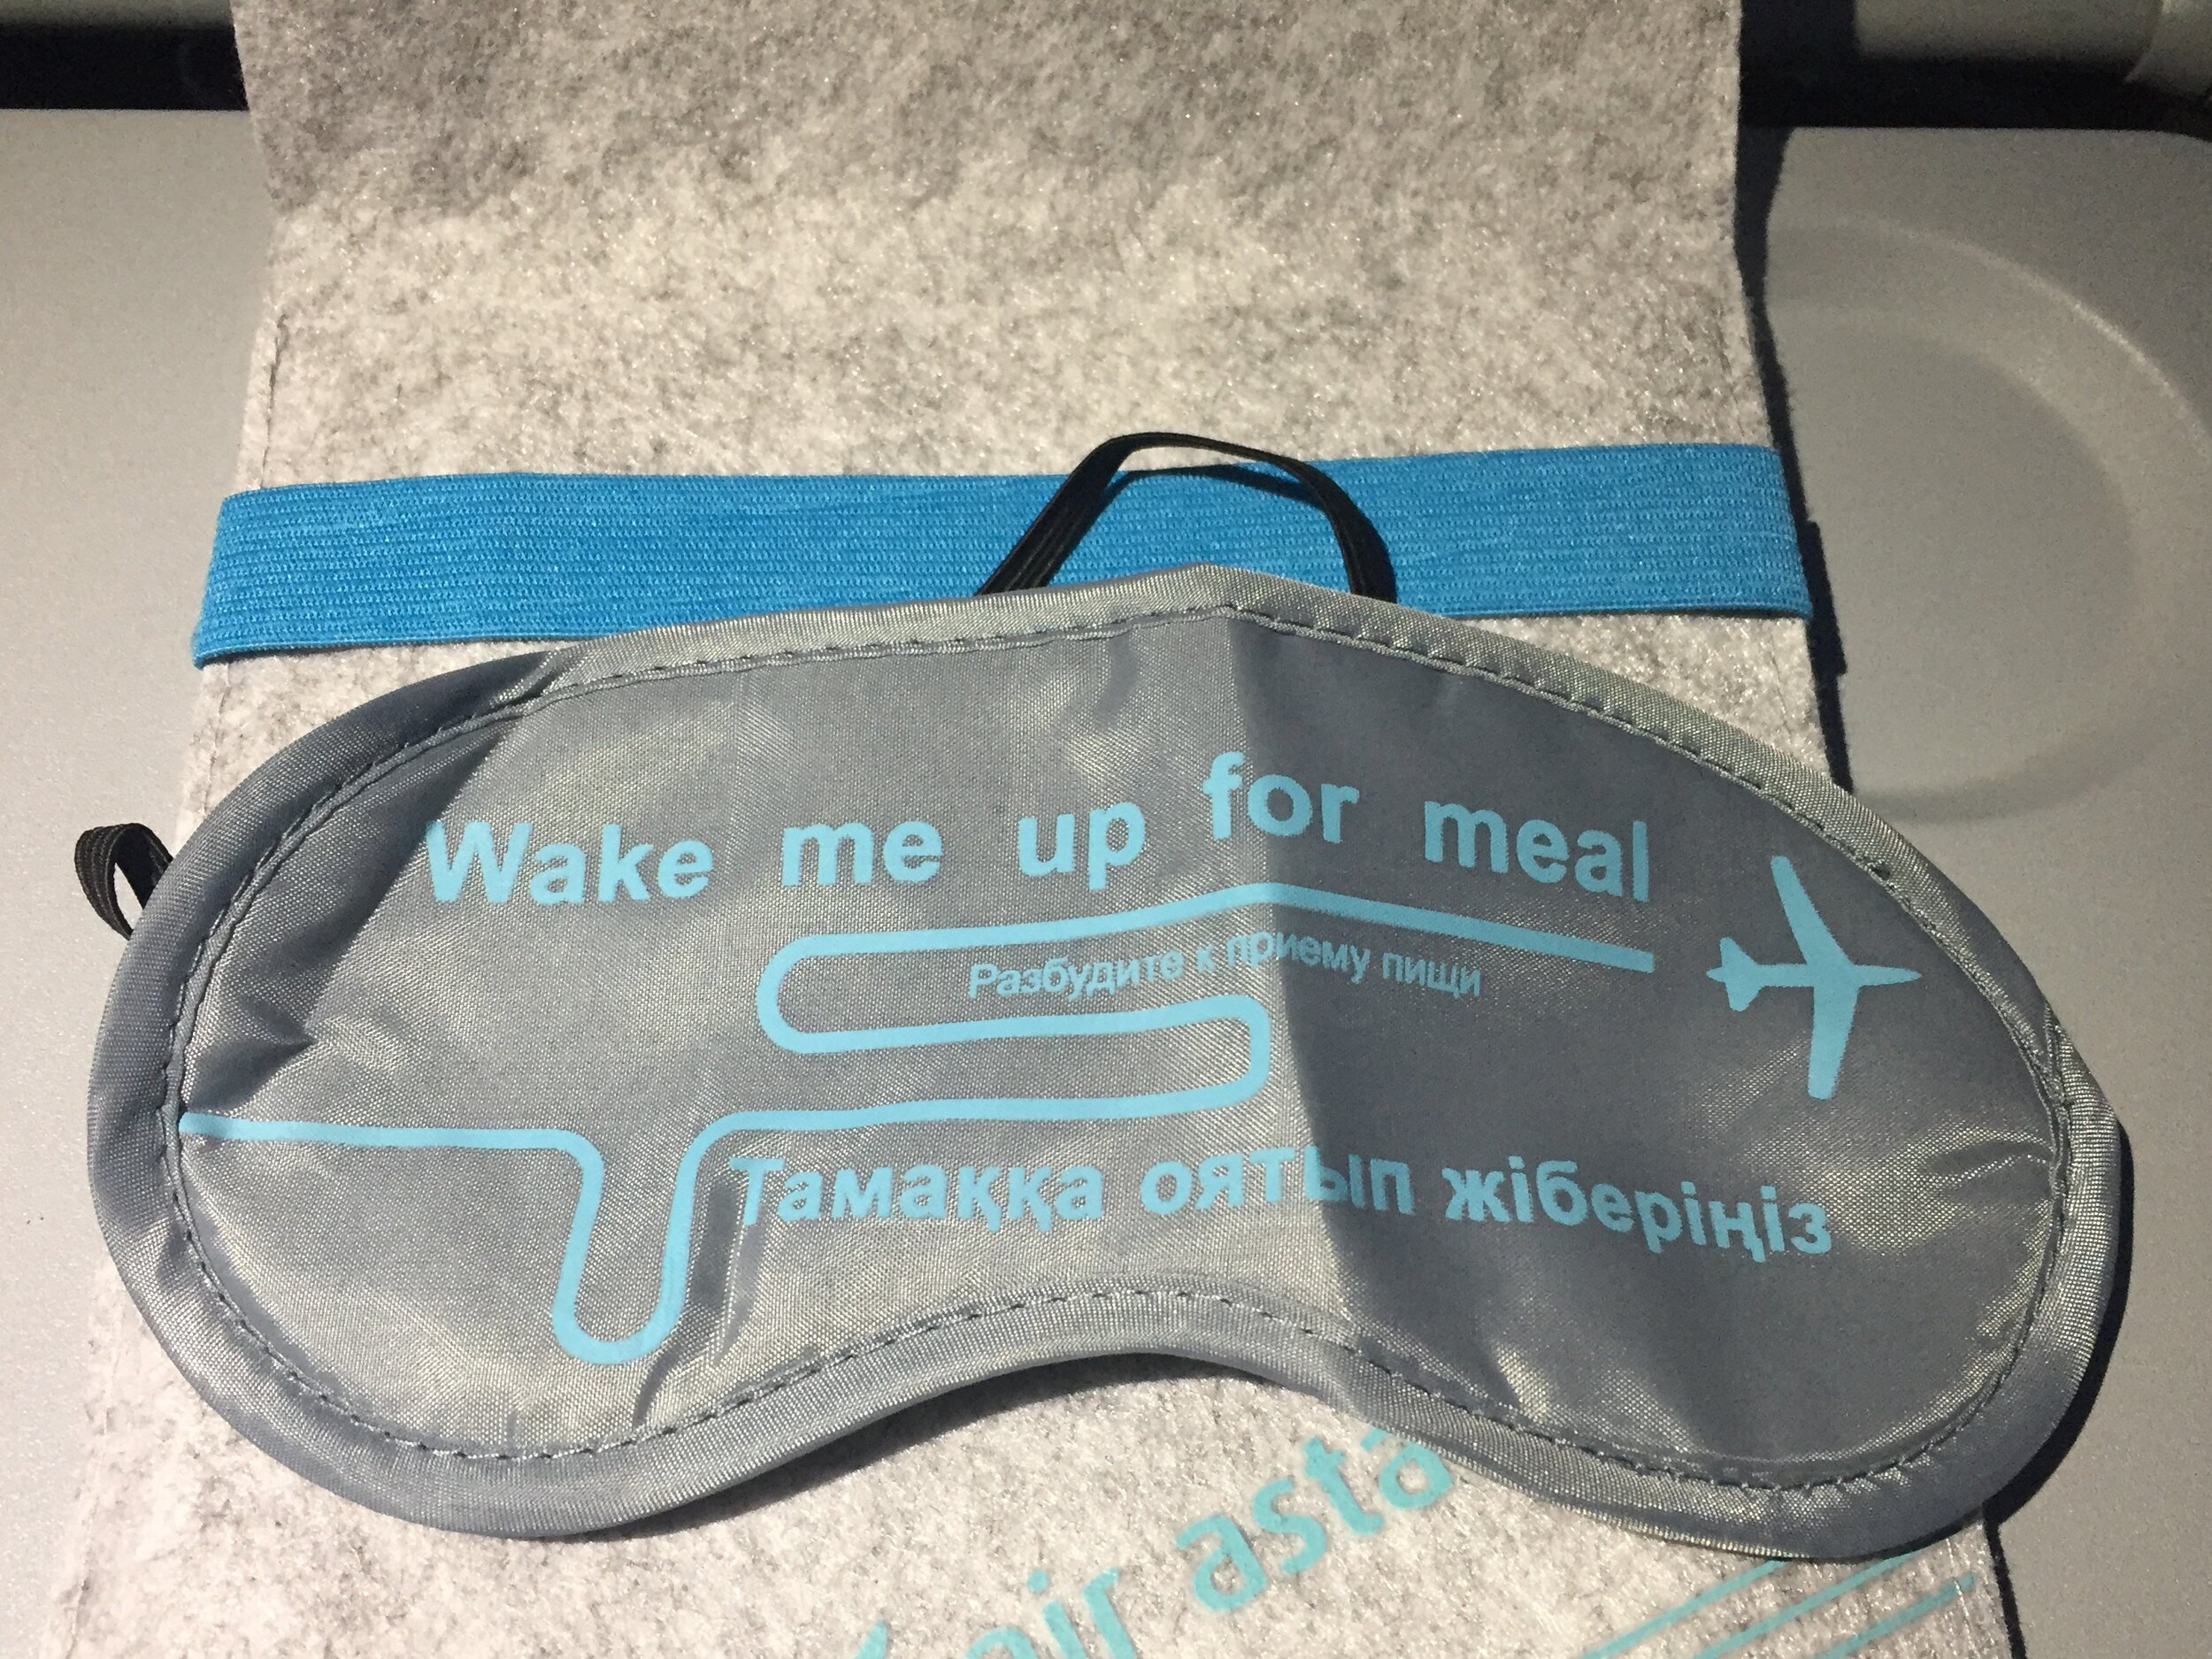 Wake me up for meal
Разбудите к приему пищи
Тамаққа оятып жіберіңіз
air asta